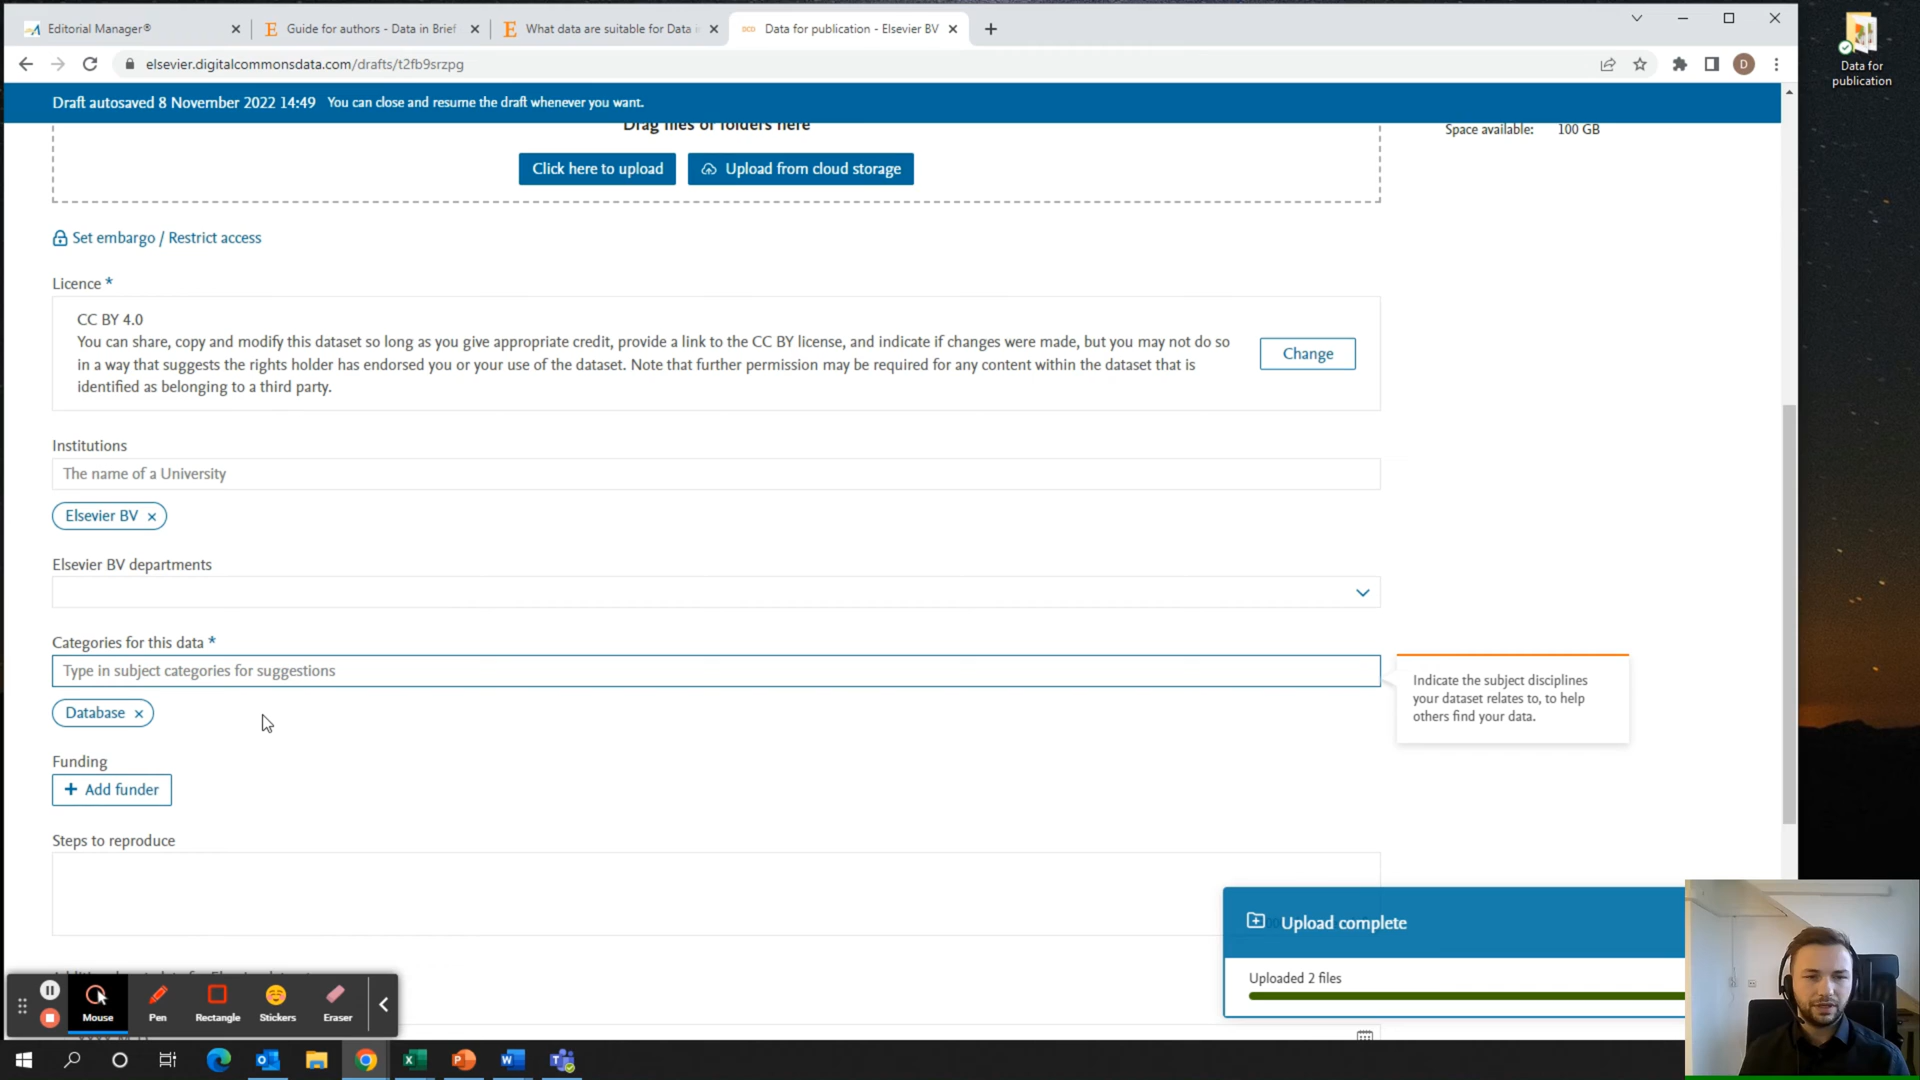 Editorial Manager®
Guide for authors - Data in Brief
What data are suitable for Data i
Data for publication - Elsevier BV
elsevier.digitalcommonsdata.com/drafts/t2fb9srzpg
D
Data for
publication
Draft autosaved 8 November 2022 14:49 You can close and resume the draft whenever you want.
Drag files or folders here
Space available: 100 GB
Click here to upload
Upload from cloud storage
Set embargo / Restrict access
Licence *
CC BY 4.0
You can share, copy and modify this dataset so long as you give appropriate credit, provide a link to the CC BY license, and indicate if changes were made, but you may not do so
in a way that suggests the rights holder has endorsed you or your use of the dataset. Note that further permission may be required for any content within the dataset that is
identified as belonging to a third party.
Change
Institutions
The name of a University
Elsevier BV ×
Elsevier BV departments
Categories for this data *
Type in subject categories for suggestions
Indicate the subject disciplines
your dataset relates to, to help
others find your data.
Database ×
Funding
+ Add funder
Steps to reproduce
Upload complete
Uploaded 2 files
Mouse
Pen
Rectangle
Stickers
Eraser